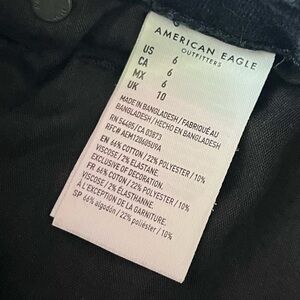 AMERICAN EAGLE
OUTFITTERS
US 6
CA 6
MX 6
UK 10
MADE IN BANGLADESH / FABRIQUÉ AU
BANGLADESH / HECHO EN BANGLADESH
RN 54485/CA 03873
RFC# AEM1206056U9A
EN 66% COTTON/22% POLYESTER/10%
VISCOSE/2% ELASTANE.
EXCLUSIVE OF DECORATION.
FR 66% COTON/22% POLYESTER/10%
VISCOSE/2% ÉLASTHANNE.
À L'EXCEPTION DE LA GARNITURE.
SP 66% algodón/22% poliéster/10%